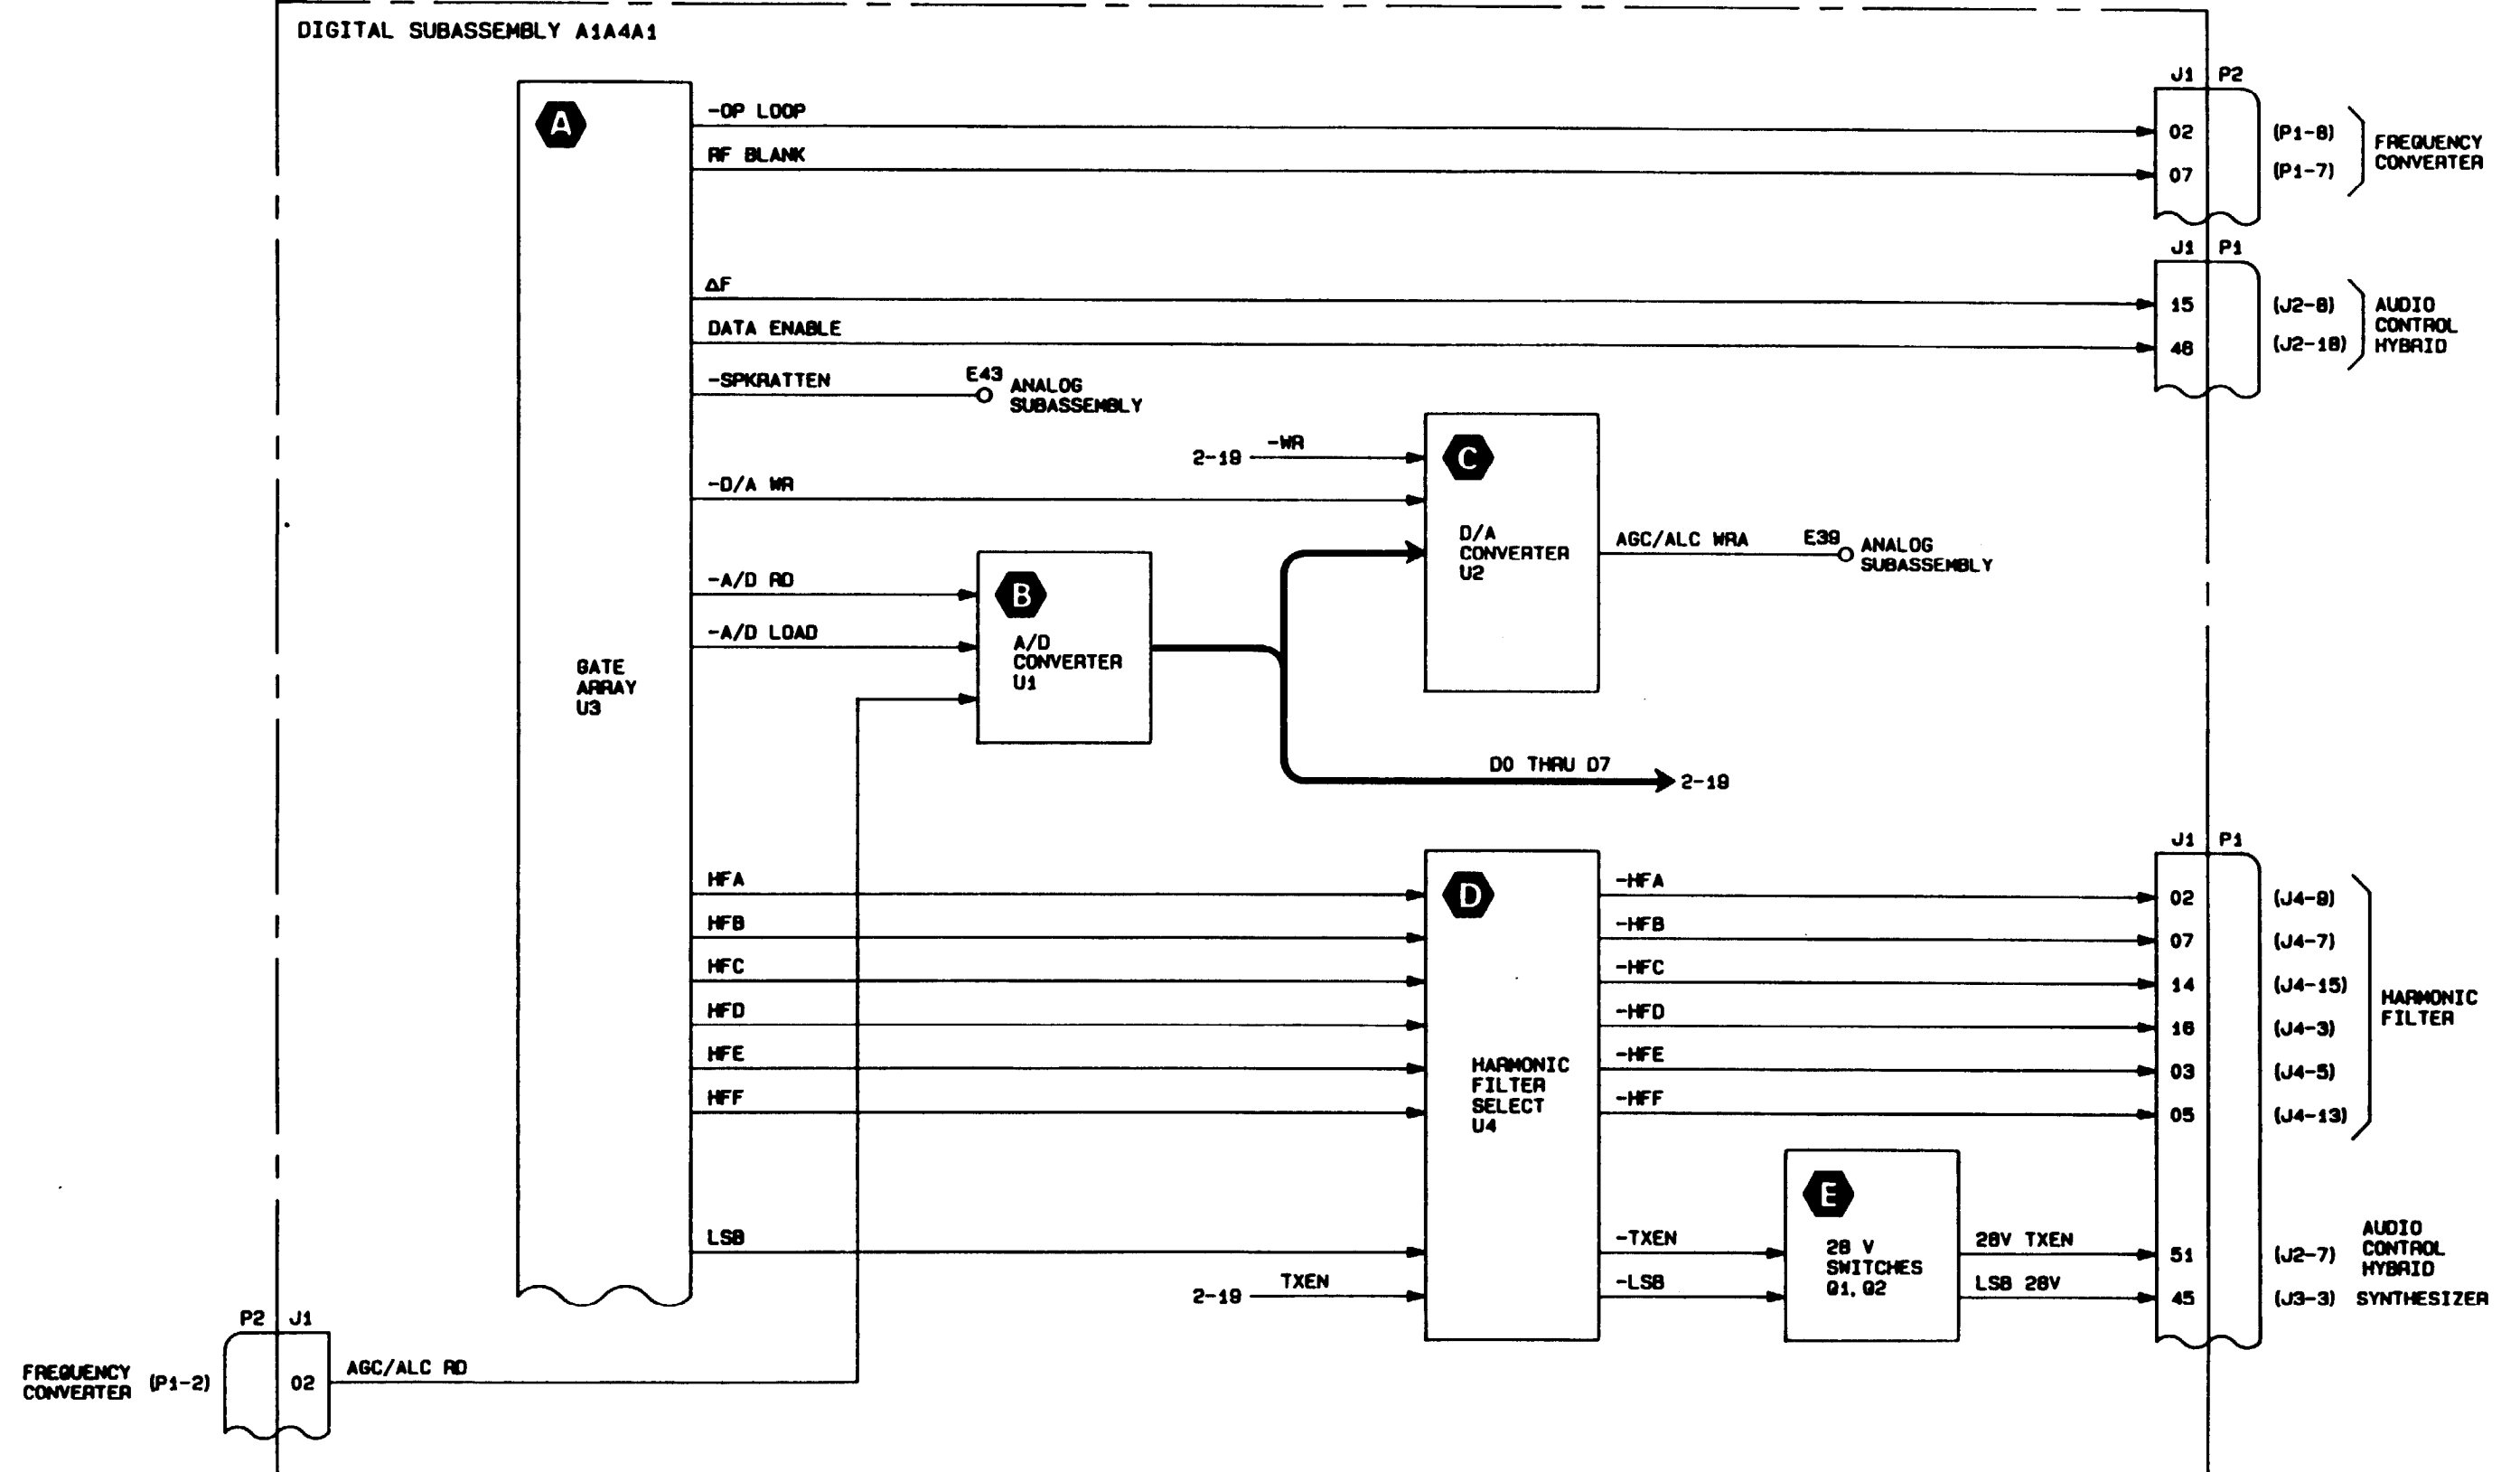 DIGITAL SUBASSEMBLY A1A4A1
J1 P2
A
-OP LOOP
02 (P1-8)
RF BLANK
07 (P1-7)
FREQUENCY
CONVERTER
J1 P1
ΔF
15 (J2-8)
DATA ENABLE
48 (J2-18)
AUDIO
CONTROL
HYBRID
-SPKRATTEN
E43 ANALOG
SUBASSEMBLY
2-19 -WR
C
-D/A WR
D/A
CONVERTER
U2
AGC/ALC WRA
E39 ANALOG
SUBASSEMBLY
-A/D RD
B
-A/D LOAD
A/D
CONVERTER
U1
GATE
ARRAY
U3
D0 THRU D7
2-19
J1 P1
HFA
D
-HFA
02 (J4-9)
HFB
-HFB
07 (J4-7)
HFC
-HFC
14 (J4-15)
HFD
-HFD
16 (J4-3)
HFE
-HFE
03 (J4-5)
HFF
-HFF
05 (J4-13)
HARMONIC
FILTER
HARMONIC
FILTER
SELECT
U4
E
LSB
-TXEN
28 V
SWITCHES
Q1, Q2
28V TXEN
51 (J2-7)
AUDIO
CONTROL
HYBRID
2-19 TXEN
-LSB
LSB 28V
45 (J3-3) SYNTHESIZER
P2 J1
FREQUENCY
CONVERTER (P1-2)
02
AGC/ALC RD